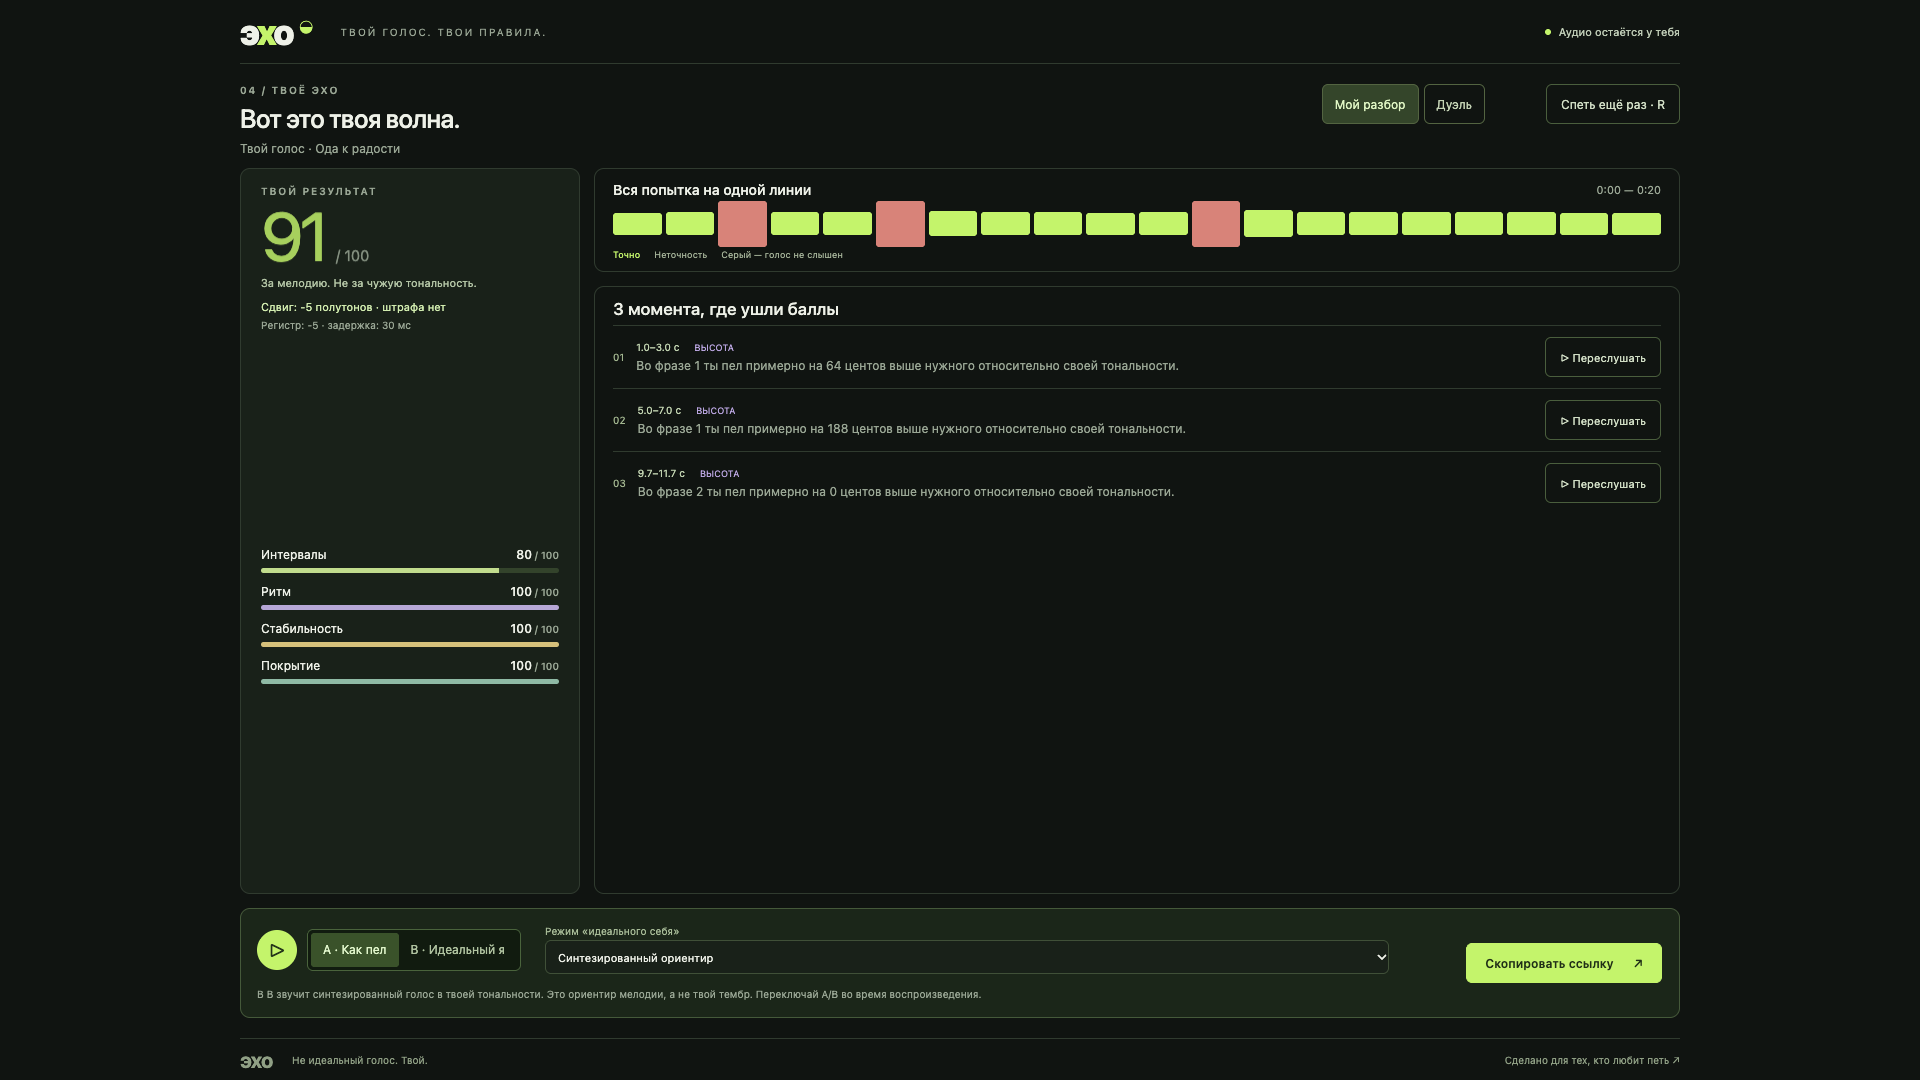 эхо
ТВОЙ ГОЛОС. ТВОИ ПРАВИЛА.
Аудио остаётся у тебя
04 / ТВОЁ ЭХО
Вот это твоя волна.
Твой голос · Ода к радости
Мой разбор
Дуэль
Спеть ещё раз · R
ТВОЙ РЕЗУЛЬТАТ
91 / 100
За мелодию. Не за чужую тональность.
Сдвиг: -5 полутонов · штрафа нет
Регистр: -5 · задержка: 30 мс
Интервалы 80 / 100
Ритм 100 / 100
Стабильность 100 / 100
Покрытие 100 / 100
Вся попытка на одной линии
0:00 — 0:20
Точно Неточность Серый — голос не слышен
3 момента, где ушли баллы
01
1.0–3.0 с ВЫСОТА
Во фразе 1 ты пел примерно на 64 центов выше нужного относительно своей тональности.
Переслушать
02
5.0–7.0 с ВЫСОТА
Во фразе 1 ты пел примерно на 188 центов выше нужного относительно своей тональности.
Переслушать
03
9.7–11.7 с ВЫСОТА
Во фразе 2 ты пел примерно на 0 центов выше нужного относительно своей тональности.
Переслушать
A · Как пел
B · Идеальный я
Режим «идеального себя»
Синтезированный ориентир
Скопировать ссылку ↗
В B звучит синтезированный голос в твоей тональности. Это ориентир мелодии, а не твой тембр. Переключай A/B во время воспроизведения.
эхо
Не идеальный голос. Твой.
Сделано для тех, кто любит петь ↗